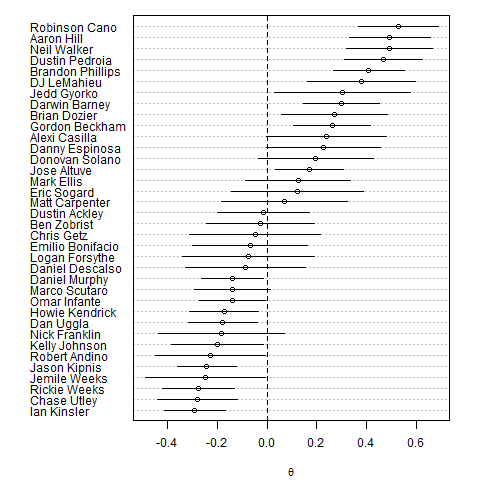 Robinson Cano
Aaron Hill
Neil Walker
Dustin Pedroia
Brandon Phillips
DJ LeMahieu
Jedd Gyorko
Darwin Barney
Brian Dozier
Gordon Beckham
Alexi Casilla
Danny Espinosa
Donovan Solano
Jose Altuve
Mark Ellis
Eric Sogard
Matt Carpenter
Dustin Ackley
Ben Zobrist
Chris Getz
Emilio Bonifacio
Logan Forsythe
Daniel Descalso
Daniel Murphy
Marco Scutaro
Omar Infante
Howie Kendrick
Dan Uggla
Nick Franklin
Kelly Johnson
Robert Andino
Jason Kipnis
Jemile Weeks
Rickie Weeks
Chase Utley
Ian Kinsler
-0.4 -0.2 0.0 0.2 0.4 0.6
θ